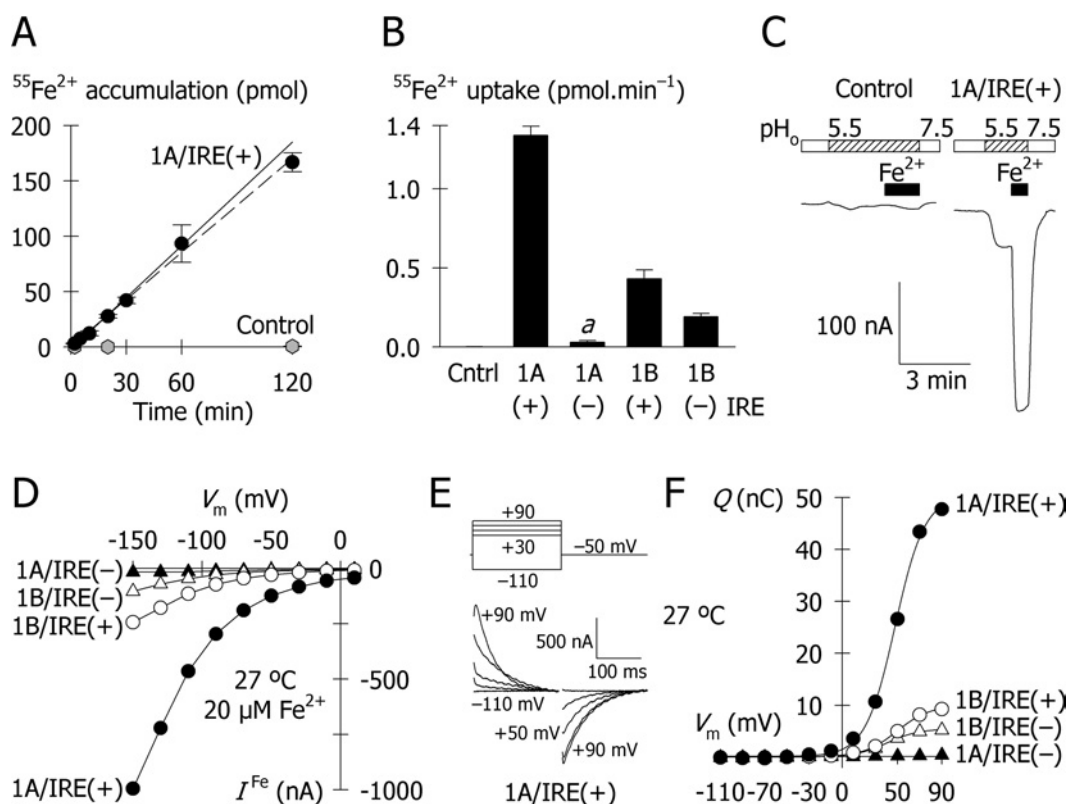 A
⁵⁵Fe²⁺ accumulation (pmol)
200
150
100
50
0
1A/IRE(+)
Control
0 30 60 90 120
Time (min)
B
⁵⁵Fe²⁺ uptake (pmol.min⁻¹)
1.4
1.0
0.5
0.0
a
Cntrl 1A 1A 1B 1B
(+) (−) (+) (−) IRE
C
Control 1A/IRE(+)
pHₒ 5.5 7.5 5.5 7.5
Fe²⁺ Fe²⁺
100 nA
3 min
D
Vₘ (mV)
-150 -100 -50 0
1A/IRE(−)
1B/IRE(−)
1B/IRE(+)
0
-500
-1000
27 ºC
20 µM Fe²⁺
1A/IRE(+)
I^Fe (nA)
E
+90
+30
−50 mV
−110
+90 mV
500 nA
100 ms
−110 mV
+50 mV
+90 mV
1A/IRE(+)
F
Q (nC)
50
40
30
20
10
1A/IRE(+)
27 ºC
1B/IRE(+)
1B/IRE(−)
1A/IRE(−)
Vₘ (mV)
-110 -70 -30 0 50 90